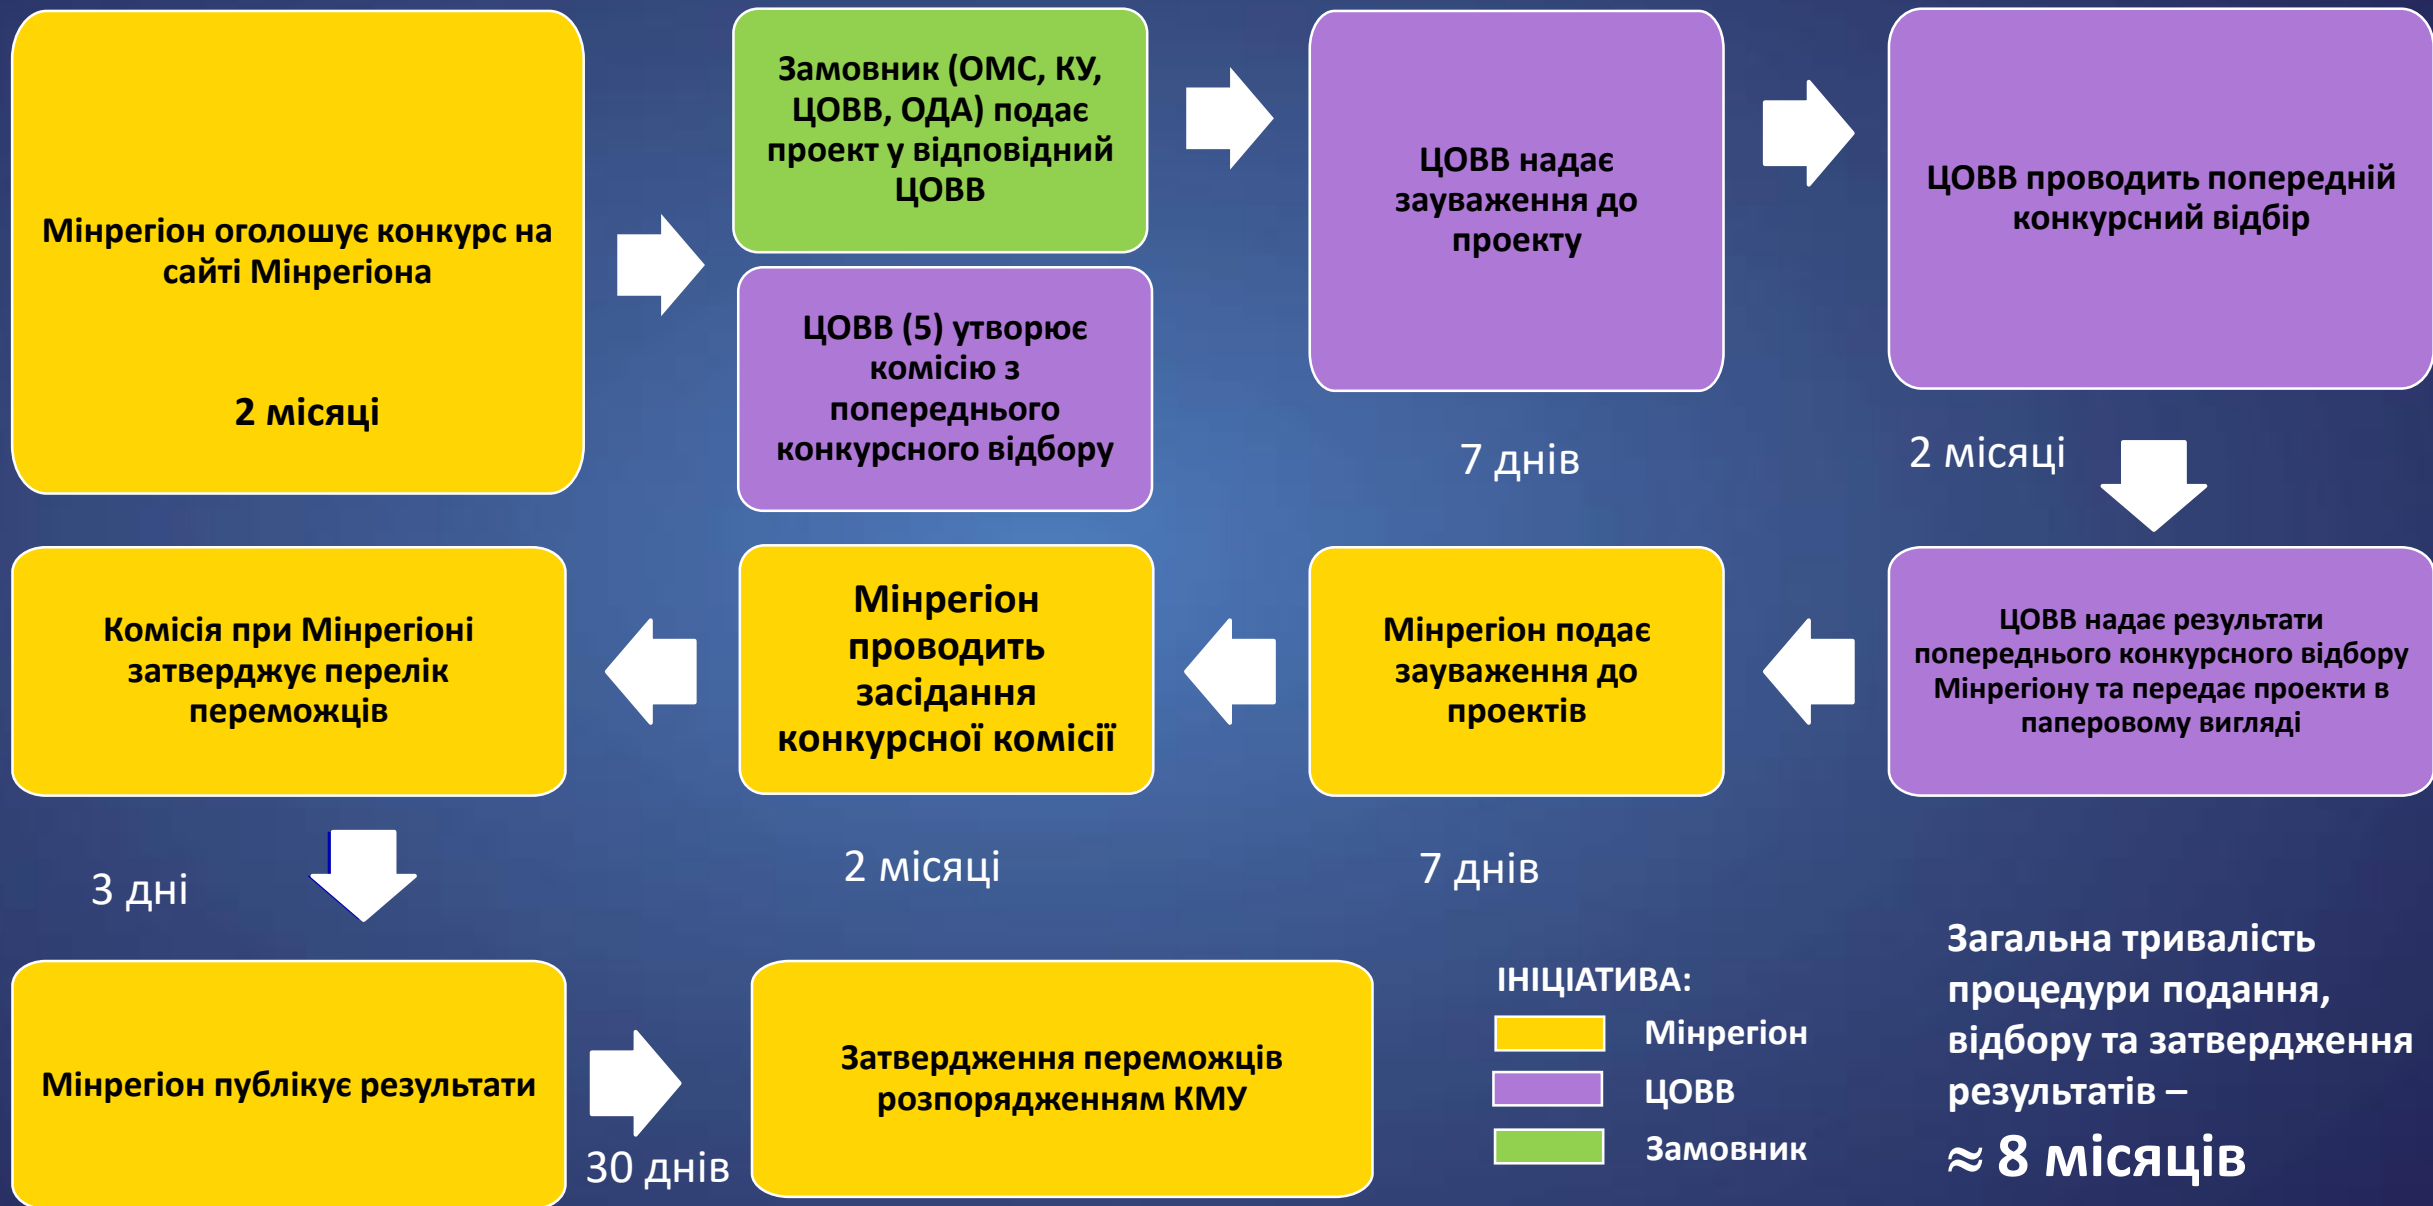 Мінрегіон оголошує конкурс на
сайті Мінрегіона
2 місяці
Замовник (ОМС, КУ,
ЦОВВ, ОДА) подає
проект у відповідний
ЦОВВ
ЦОВВ (5) утворює
комісію з
попереднього
конкурсного відбору
ЦОВВ надає
зауваження до
проекту
7 днів
ЦОВВ проводить попередній
конкурсний відбір
2 місяці
ЦОВВ надає результати
попереднього конкурсного відбору
Мінрегіону та передає проекти в
паперовому вигляді
Мінрегіон подає
зауваження до
проектів
7 днів
Мінрегіон
проводить
засідання
конкурсної комісії
2 місяці
Комісія при Мінрегіоні
затверджує перелік
переможців
3 дні
Мінрегіон публікує результати
30 днів
Затвердження переможців
розпорядженням КМУ
ІНІЦІАТИВА:
Мінрегіон
ЦОВВ
Замовник
Загальна тривалість
процедури подання,
відбору та затвердження
результатів –
≈ 8 місяців